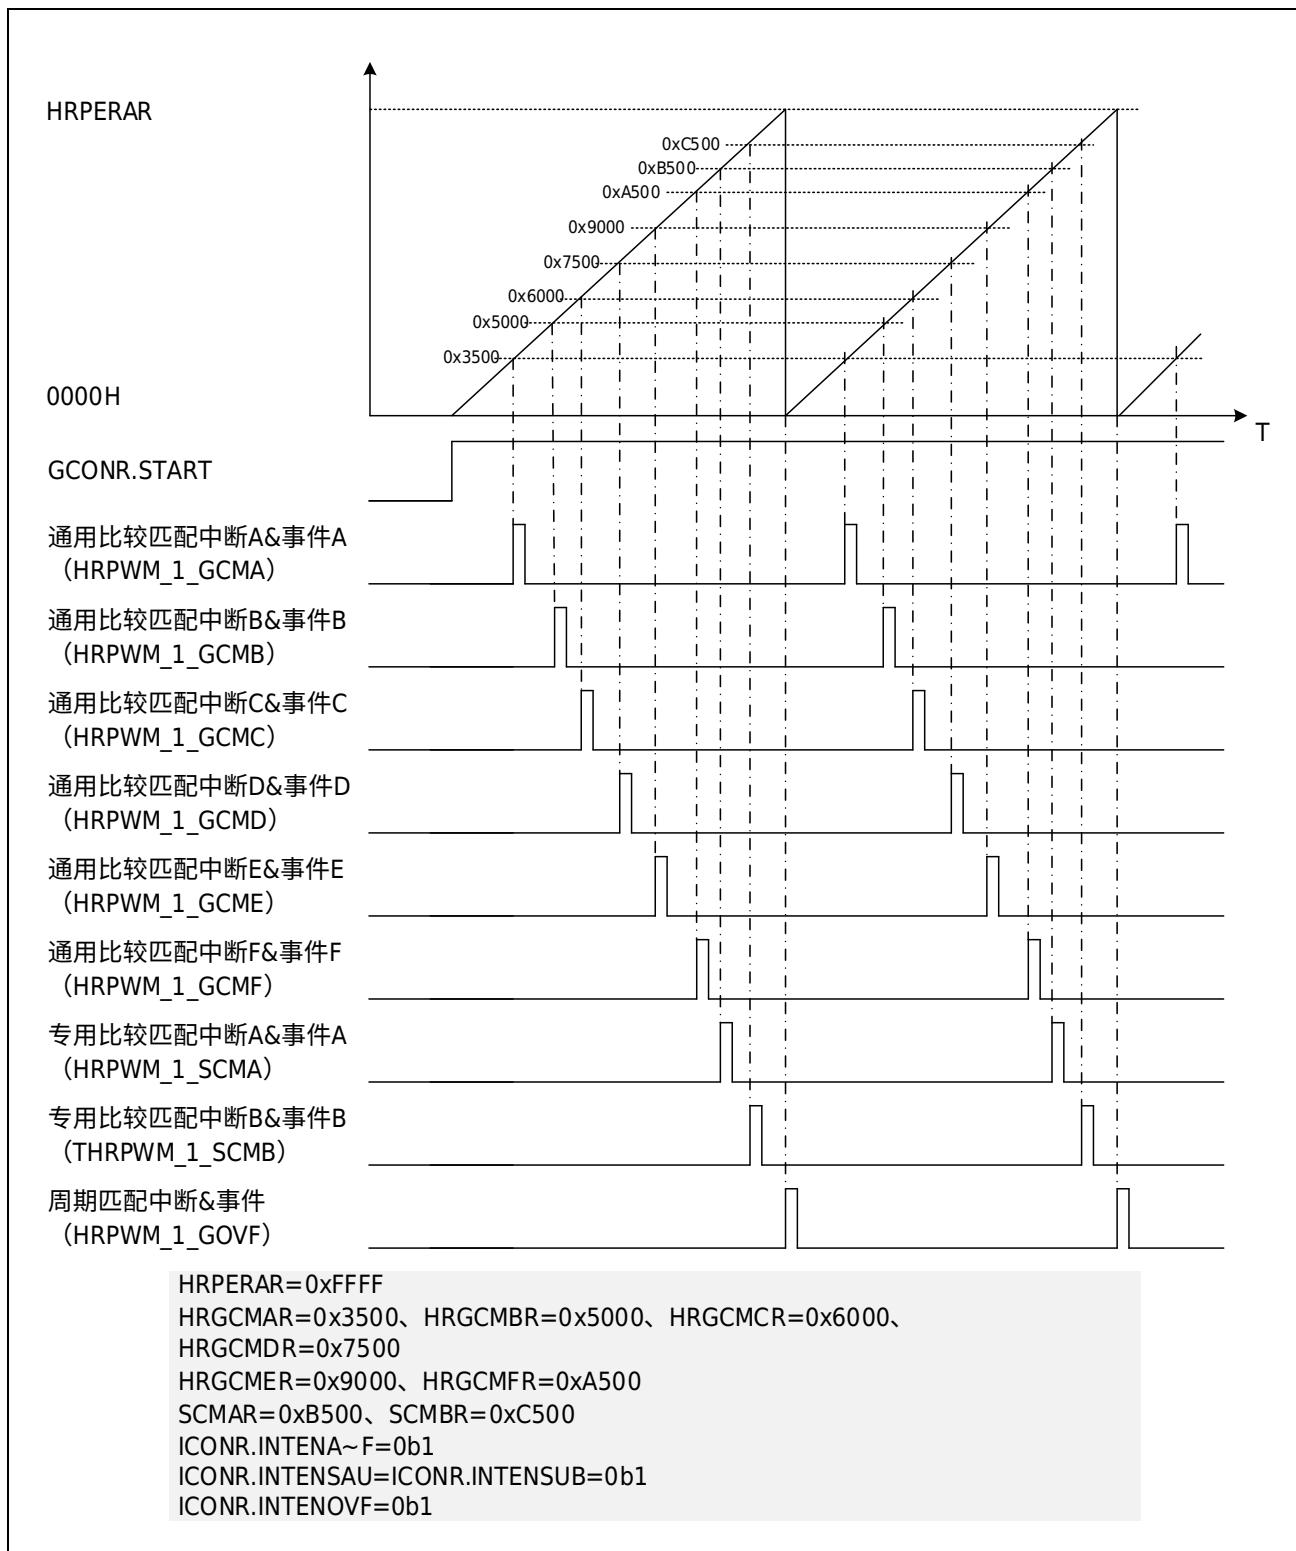 HRPERAR
0xC500
0xB500
0xA500
0x9000
0x7500
0x6000
0x5000
0x3500
0000H
T
GCONR.START
通用比较匹配中断A&事件A
（HRPWM_1_GCMA）
通用比较匹配中断B&事件B
（HRPWM_1_GCMB）
通用比较匹配中断C&事件C
（HRPWM_1_GCMC）
通用比较匹配中断D&事件D
（HRPWM_1_GCMD）
通用比较匹配中断E&事件E
（HRPWM_1_GCME）
通用比较匹配中断F&事件F
（HRPWM_1_GCMF）
专用比较匹配中断A&事件A
（HRPWM_1_SCMA）
专用比较匹配中断B&事件B
（THRPWM_1_SCMB）
周期匹配中断&事件
（HRPWM_1_GOVF）
HRPERAR=0xFFFF
HRGCMAR=0x3500、HRGCMBR=0x5000、HRGCMCR=0x6000、
HRGCMDR=0x7500
HRGCMER=0x9000、HRGCMFR=0xA500
SCMAR=0xB500、SCMBR=0xC500
ICONR.INTENA~F=0b1
ICONR.INTENSAU=ICONR.INTENSUB=0b1
ICONR.INTENOVF=0b1